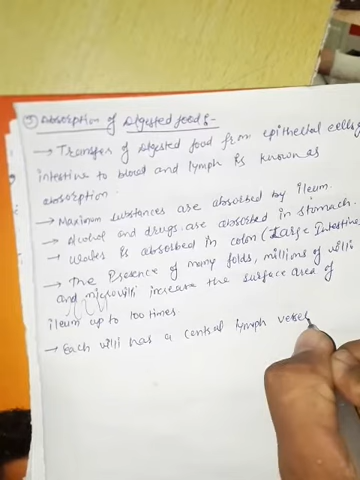 ③ Absorption of Digested food :-
→ Transfer of digested food from epithelial cells of
intestine to blood and lymph is known as
absorption.
→ Maximum substances are absorbed by ileum.
→ Alcohol and drugs are absorbed in stomach.
→ Water is absorbed in colon (Large Intestine
→ The Presence of many folds, millions of villi
and microvilli increase the surface area of
ileum up to 100 times
→ Each villi has a central lymph vessel